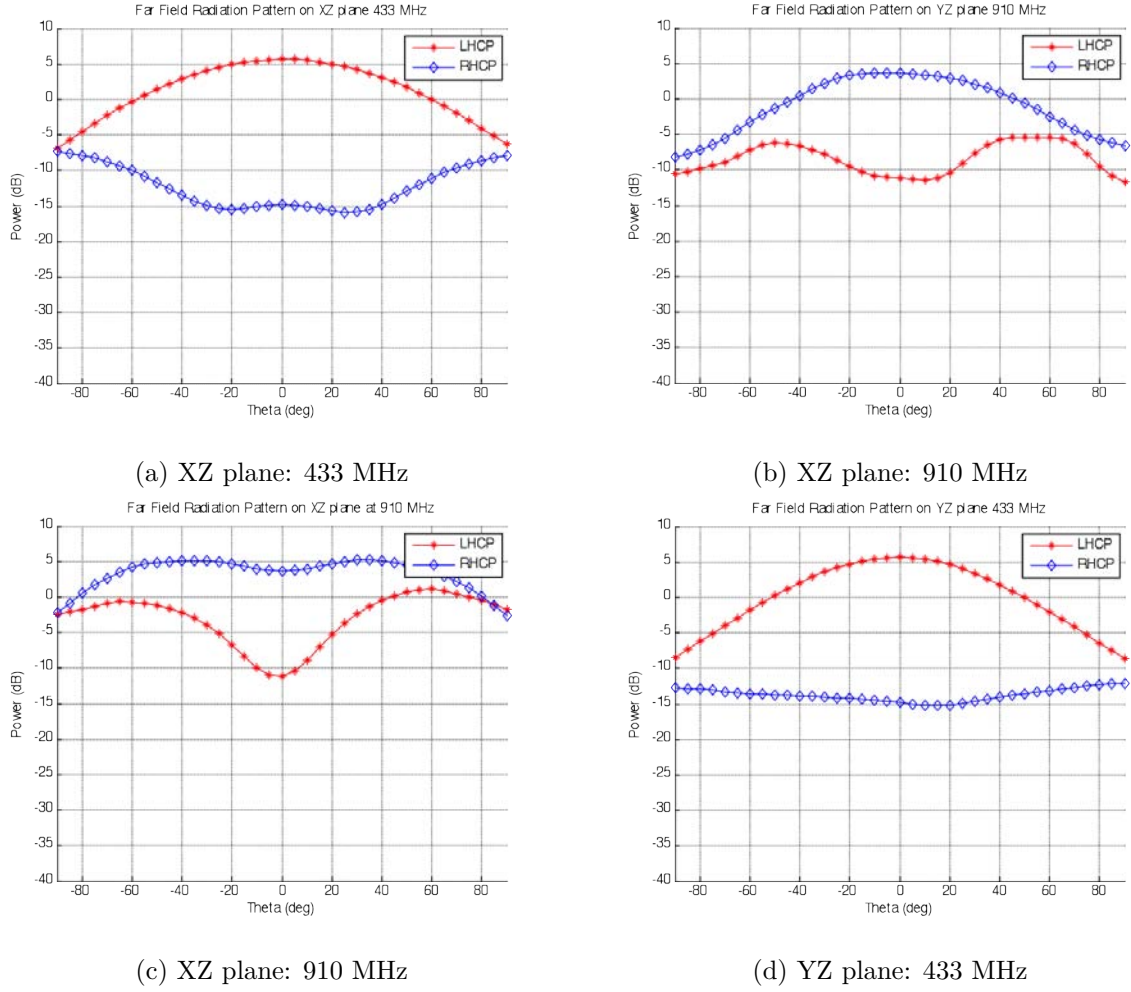 Far Field Radiation Pattern on XZ plane 433 MHz
LHCP
RHCP
Power (dB)
10
5
0
-5
-10
-15
-20
-25
-30
-35
-40
-80 -60 -40 -20 0 20 40 60 80
Theta (deg)
(a) XZ plane: 433 MHz
Far Field Radiation Pattern on YZ plane 910 MHz
LHCP
RHCP
Power (dB)
10
5
0
-5
-10
-15
-20
-25
-30
-35
-40
-80 -60 -40 -20 0 20 40 60 80
Theta (deg)
(b) XZ plane: 910 MHz
Far Field Radiation Pattern on XZ plane at 910 MHz
LHCP
RHCP
Power (dB)
10
5
0
-5
-10
-15
-20
-25
-30
-35
-40
-80 -60 -40 -20 0 20 40 60 80
Theta (deg)
(c) XZ plane: 910 MHz
Far Field Radiation Pattern on YZ plane 433 MHz
LHCP
RHCP
Power (dB)
10
5
0
-5
-10
-15
-20
-25
-30
-35
-40
-80 -60 -40 -20 0 20 40 60 80
Theta (deg)
(d) YZ plane: 433 MHz